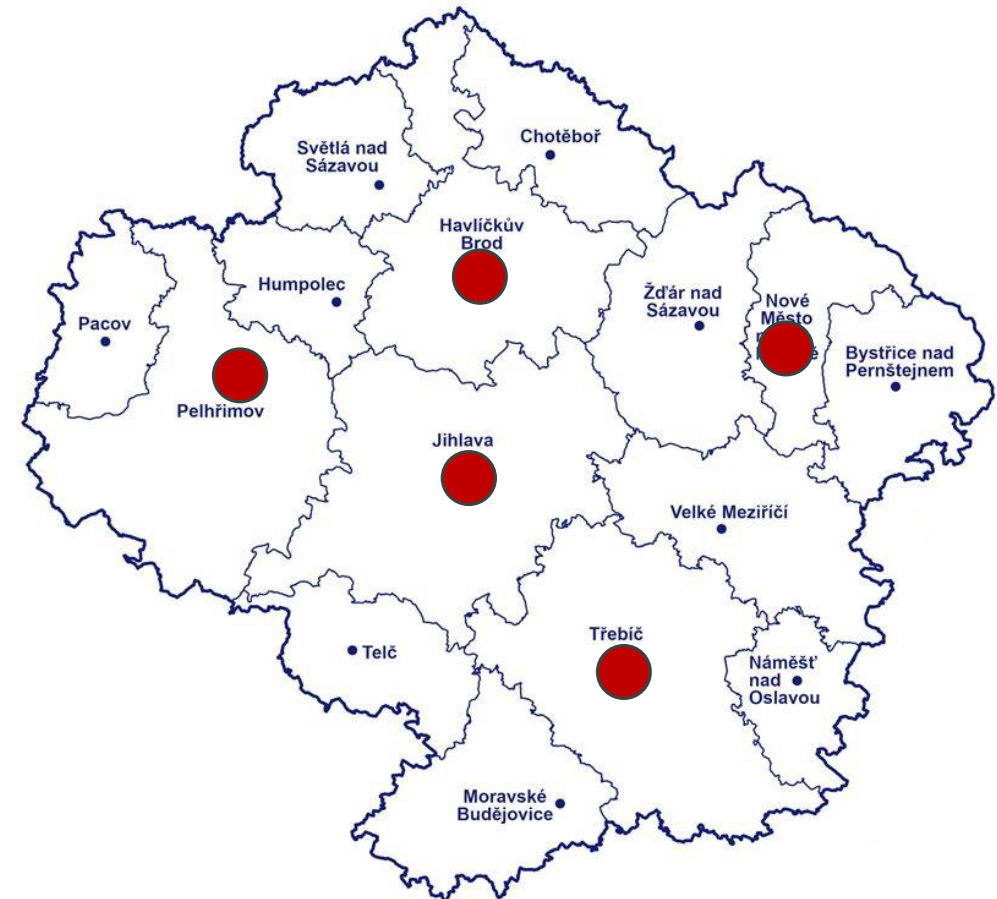 Chotěboř
Světlá nad
Sázavou
Havlíčkův
Brod
Humpolec
Žďár nad
Sázavou
Nové
Město
Pacov
Bystřice nad
Pernštejnem
Pelhřimov
Jihlava
Velké Meziříčí
Třebíč
Telč
Náměšť
nad
Oslavou
Moravské
Budějovice